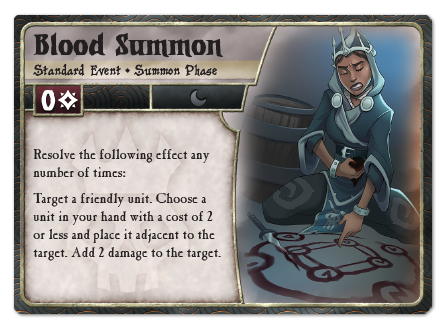 Blood Summon
Standard Event • Summon Phase
0
Resolve the following effect any
number of times:
Target a friendly unit. Choose a
unit in your hand with a cost of 2
or less and place it adjacent to the
target. Add 2 damage to the target.